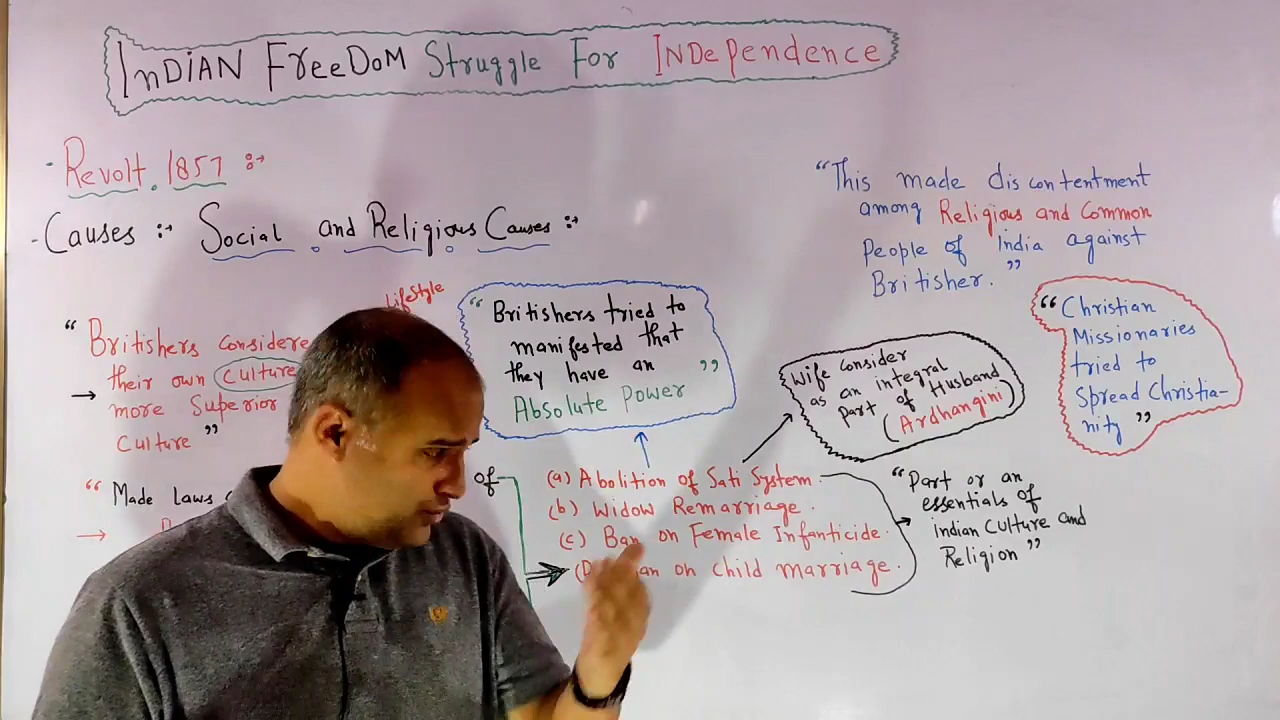 InDIAN FreeDoM Struggle For INDependence
- Revolt 1857 :→
- Causes :→ Social and Religious Causes :→
Lifestyle
" Britishers considere
→ their own culture
more Superior
Culture "
" Made Laws
→
of
" Britishers tried to
manifested that
they have an "
Absolute Power
(a) Abolition of Sati System.
(b) Widow Remarriage.
(c) Ban on Female Infanticide.
on child marriage.
Wife consider
as an integral
part of Husband
(Ardhangini)
"Part or an
essentials of
indian Culture and
Religion "
"This made discontentment
among Religious and Common
People of India against
Britisher. "
" Christian
Missionaries
tried to
Spread Christia-
nity "